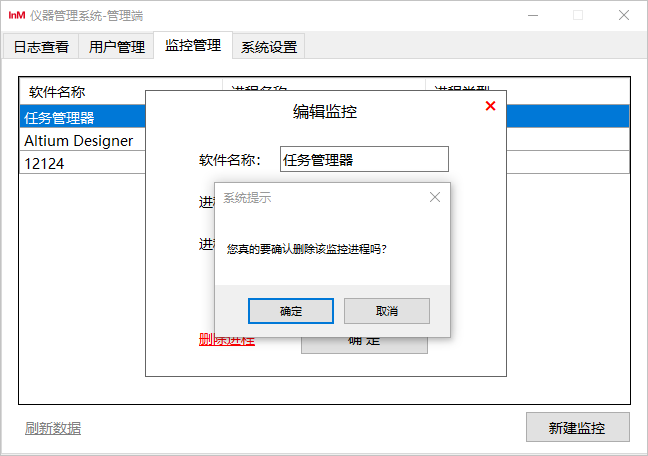 InM 仪器管理系统-管理端
日志查看 用户管理 监控管理 系统设置
软件名称 进程名称 进程类型
任务管理器
Altium Designer
12124
编辑监控
软件名称： 任务管理器
进
进
系统提示
您真的要确认删除该监控进程吗？
确定 取消
删除进程 确 定
刷新数据 新建监控